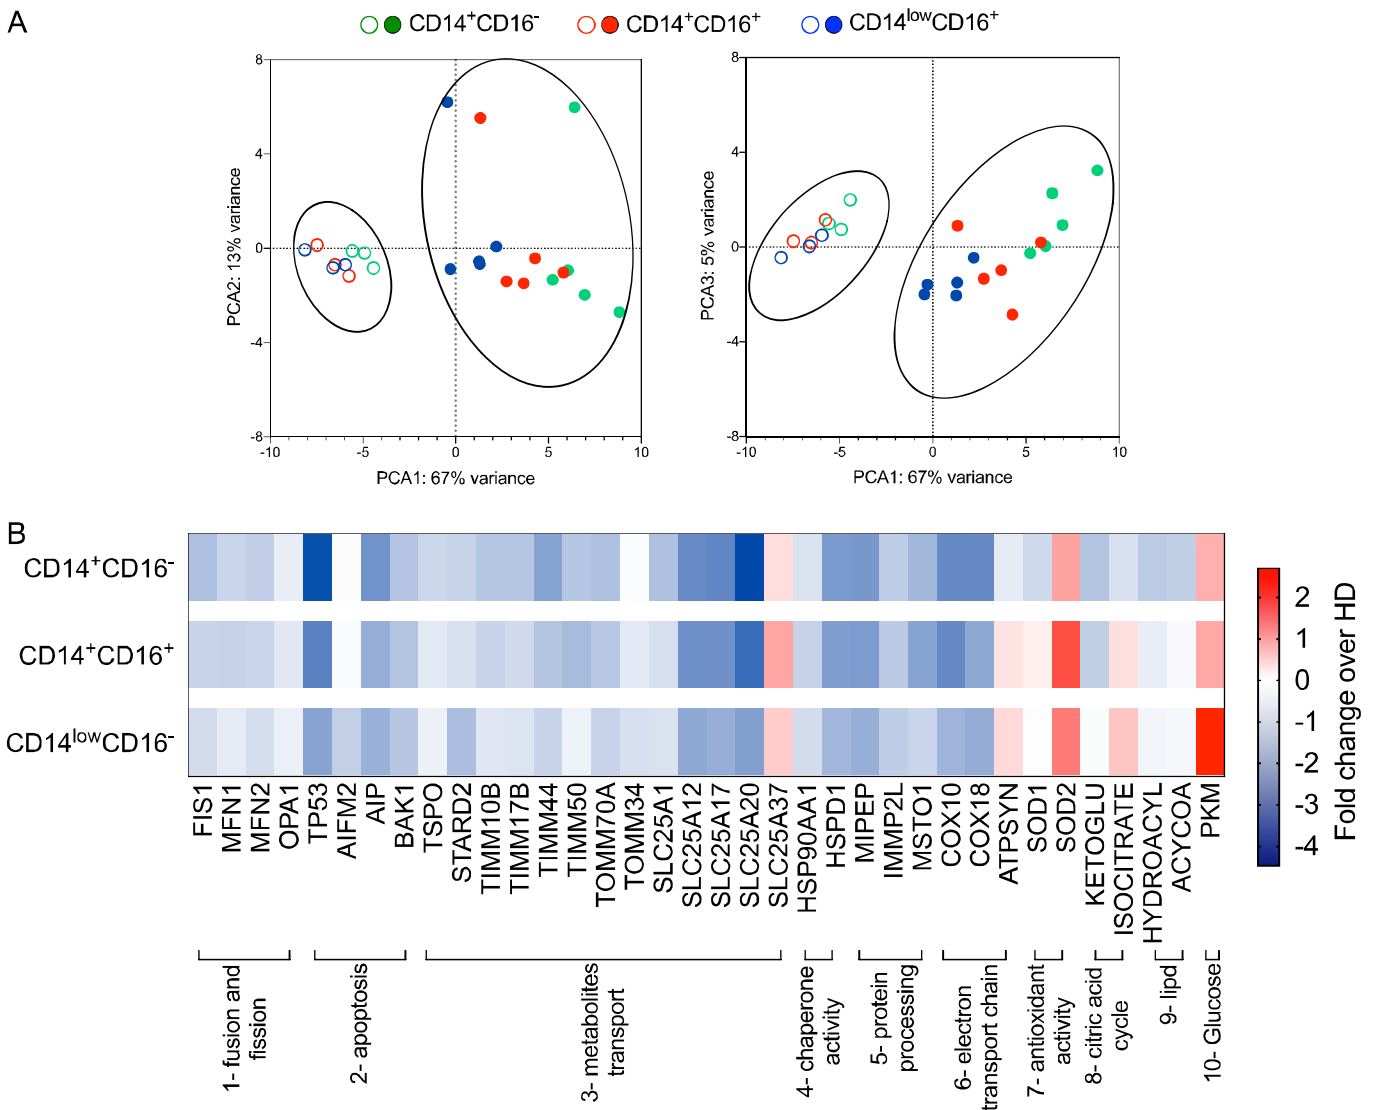 A
CD14+CD16-
CD14+CD16+
CD14lowCD16+
8
4
0
-4
-8
-10
-5
0
5
10
PCA2: 13% variance
PCA1: 67% variance
8
4
0
-4
-8
-10
-5
0
5
10
PCA3: 5% variance
PCA1: 67% variance
B
CD14+CD16-
CD14+CD16+
CD14lowCD16-
FIS1
MFN1
MFN2
OPA1
TP53
AIFM2
AIP
BAK1
TSPO
STARD2
TIMM10B
TIMM17B
TIMM44
TIMM50
TOMM70A
TOMM34
SLC25A1
SLC25A12
SLC25A17
SLC25A20
SLC25A37
HSP90AA1
HSPD1
MIPEP
IMMP2L
MSTO1
COX10
COX18
ATPSYN
SOD1
SOD2
KETOGLU
ISOCITRATE
HYDROACYL
ACYCOA
PKM
2
1
0
-1
-2
-3
-4
Fold change over HD
1- fusion and
fission
2- apoptosis
3- metabolites
transport
4- chaperone
activity
5- protein
processing
6- electron
transport chain
7- antioxidant
activity
8- citric acid
cycle
9- lipd
10- Glucose